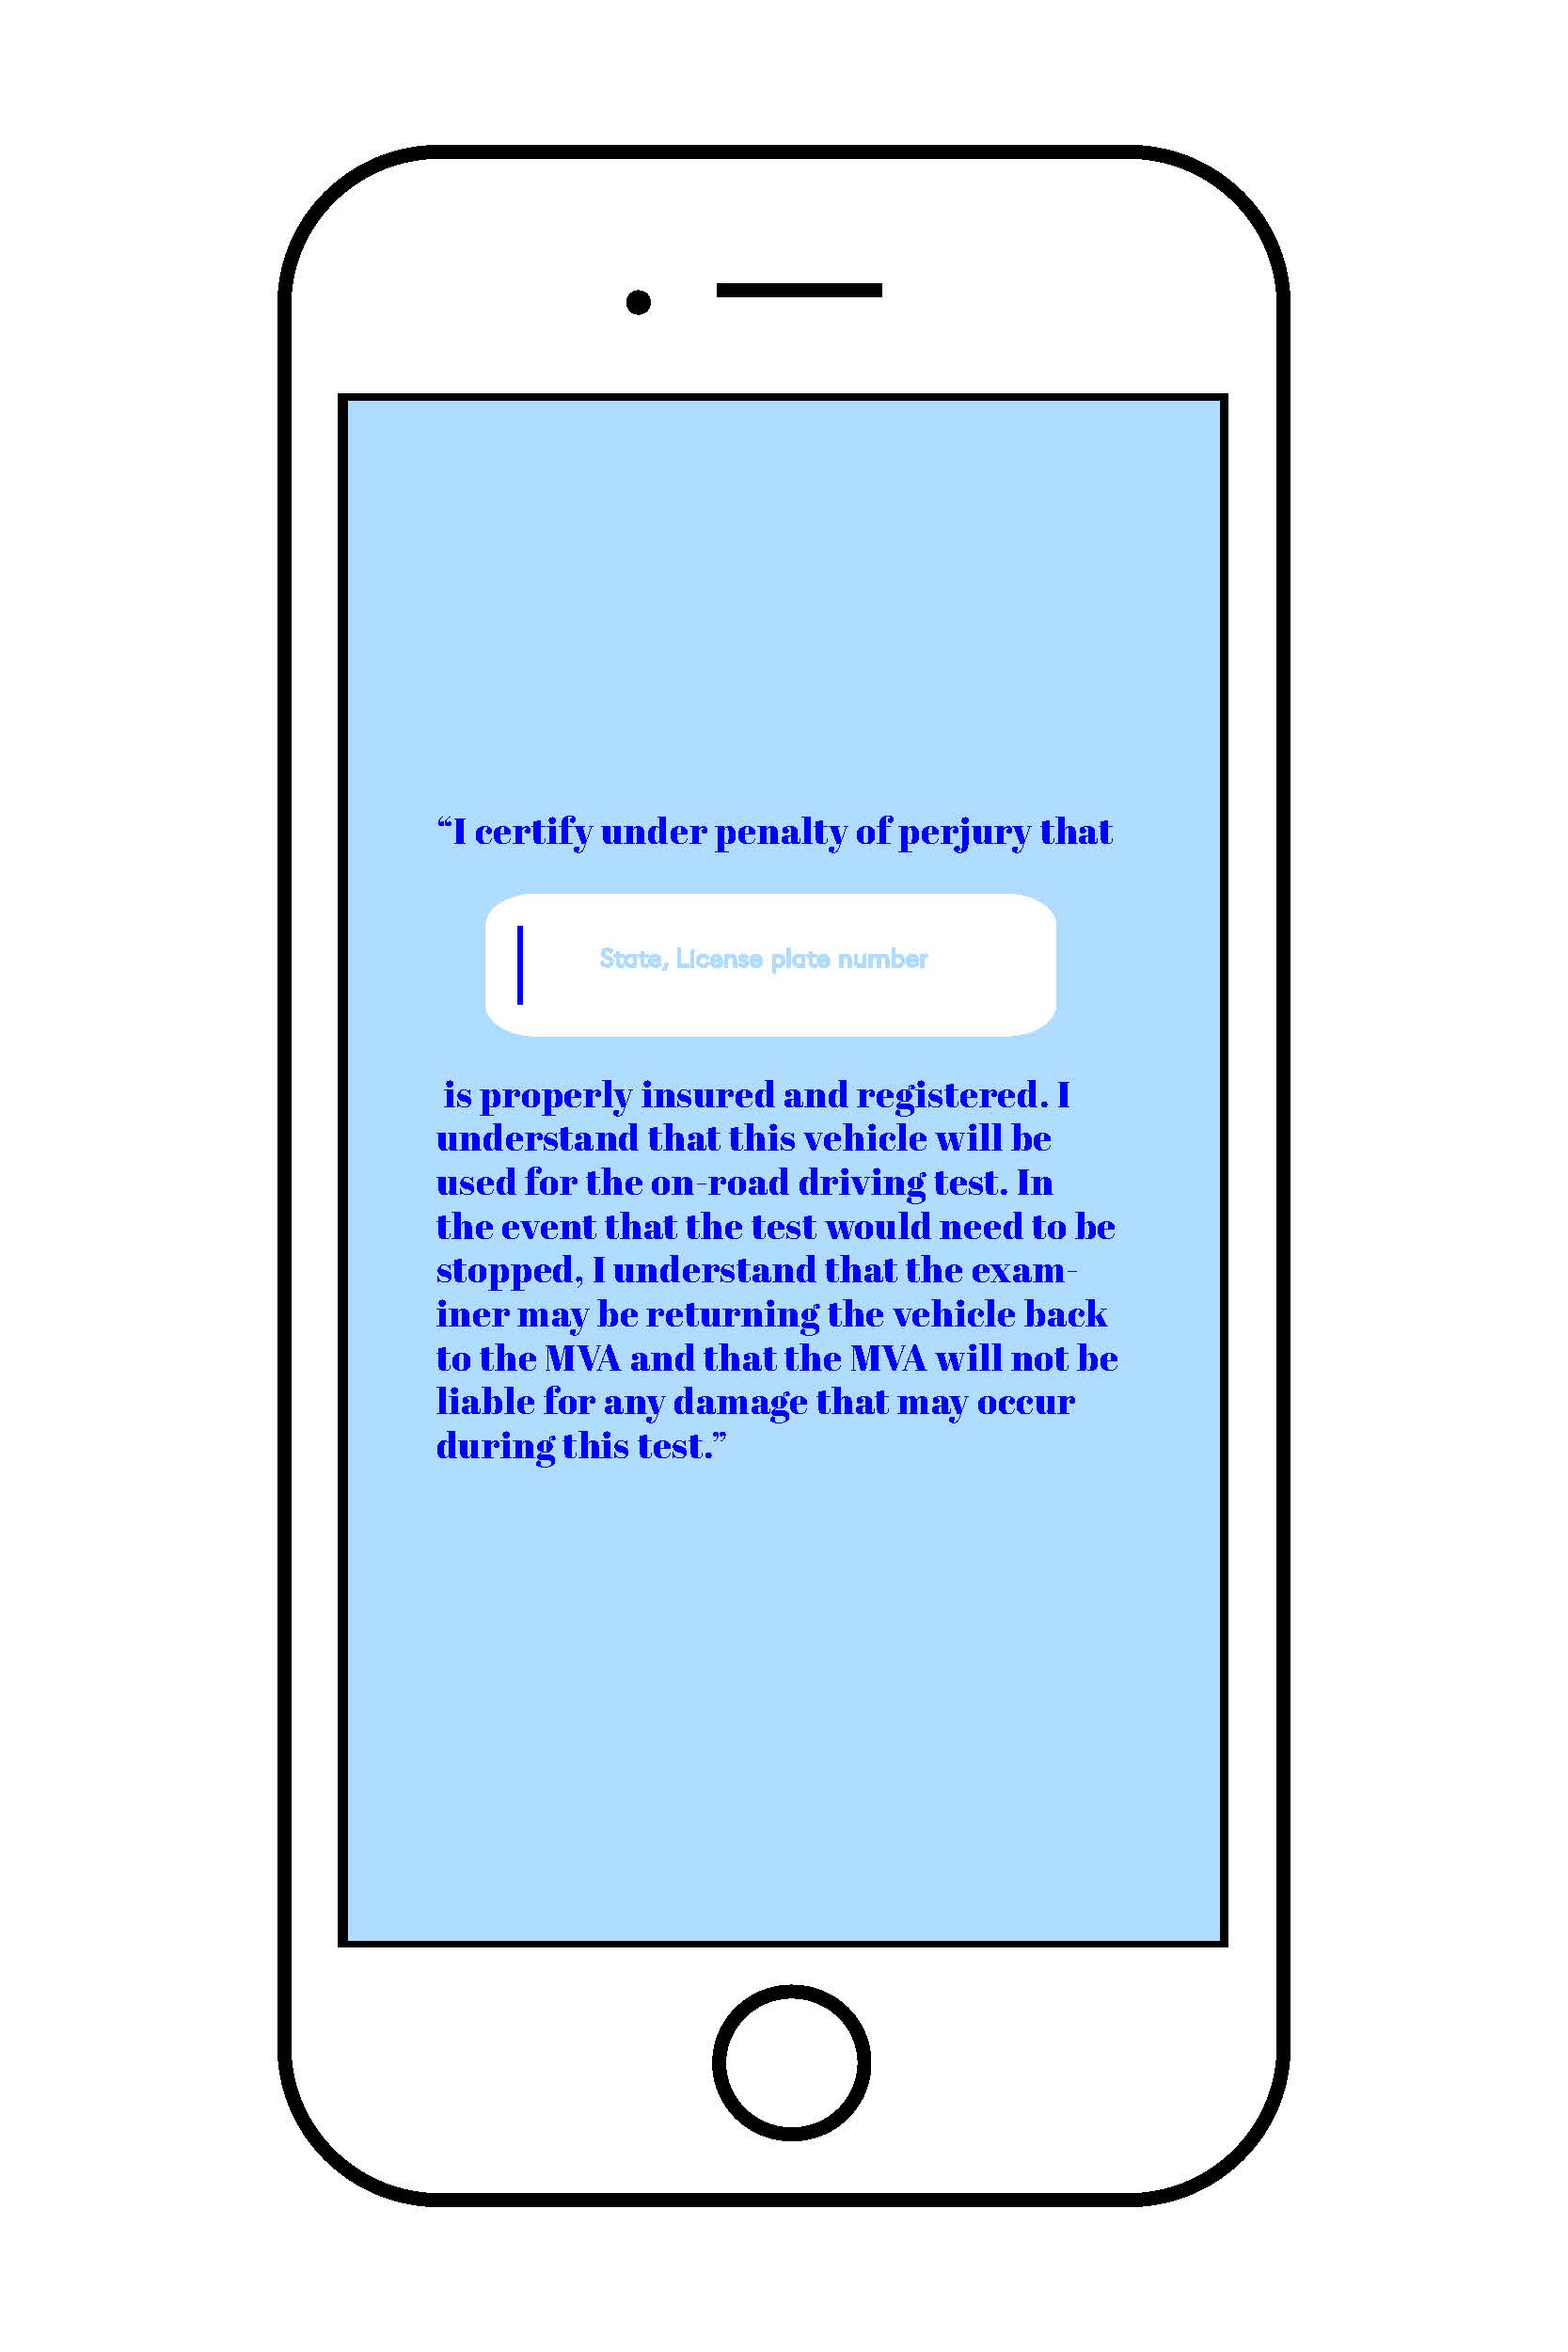 “I certify under penalty of perjury that
State, License plate number
is properly insured and registered. I
understand that this vehicle will be
used for the on-road driving test. In
the event that the test would need to be
stopped, I understand that the exam-
iner may be returning the vehicle back
to the MVA and that the MVA will not be
liable for any damage that may occur
during this test.”